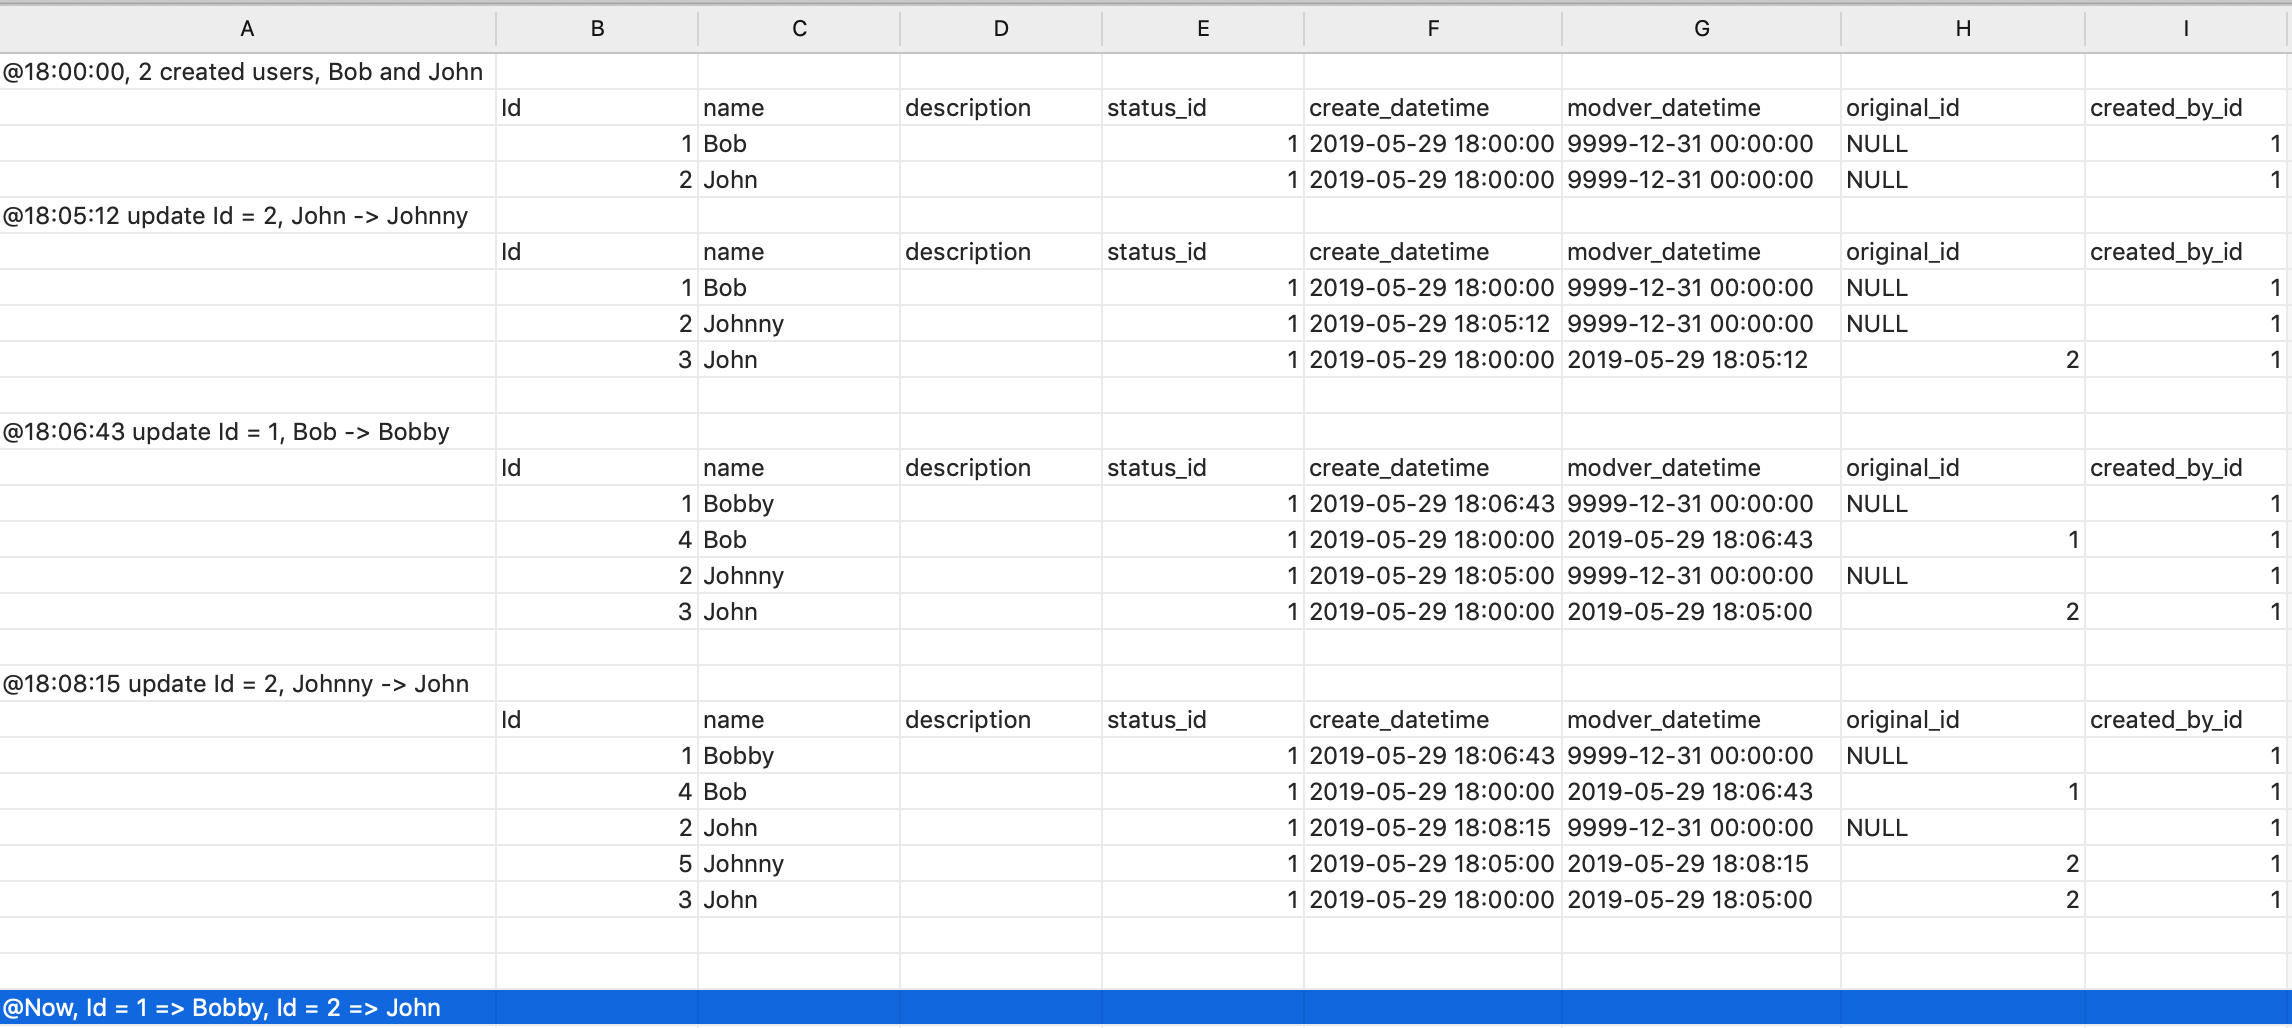 A B C D E F G H I
@18:00:00, 2 created users, Bob and John
Id name description status_id create_datetime modver_datetime original_id created_by_id
1 Bob 1 2019-05-29 18:00:00 9999-12-31 00:00:00 NULL 1
2 John 1 2019-05-29 18:00:00 9999-12-31 00:00:00 NULL 1
@18:05:12 update Id = 2, John -> Johnny
Id name description status_id create_datetime modver_datetime original_id created_by_id
1 Bob 1 2019-05-29 18:00:00 9999-12-31 00:00:00 NULL 1
2 Johnny 1 2019-05-29 18:05:12 9999-12-31 00:00:00 NULL 1
3 John 1 2019-05-29 18:00:00 2019-05-29 18:05:12 2 1
@18:06:43 update Id = 1, Bob -> Bobby
Id name description status_id create_datetime modver_datetime original_id created_by_id
1 Bobby 1 2019-05-29 18:06:43 9999-12-31 00:00:00 NULL 1
4 Bob 1 2019-05-29 18:00:00 2019-05-29 18:06:43 1 1
2 Johnny 1 2019-05-29 18:05:00 9999-12-31 00:00:00 NULL 1
3 John 1 2019-05-29 18:00:00 2019-05-29 18:05:00 2 1
@18:08:15 update Id = 2, Johnny -> John
Id name description status_id create_datetime modver_datetime original_id created_by_id
1 Bobby 1 2019-05-29 18:06:43 9999-12-31 00:00:00 NULL 1
4 Bob 1 2019-05-29 18:00:00 2019-05-29 18:06:43 1 1
2 John 1 2019-05-29 18:08:15 9999-12-31 00:00:00 NULL 1
5 Johnny 1 2019-05-29 18:05:00 2019-05-29 18:08:15 2 1
3 John 1 2019-05-29 18:00:00 2019-05-29 18:05:00 2 1
@Now, Id = 1 => Bobby, Id = 2 => John